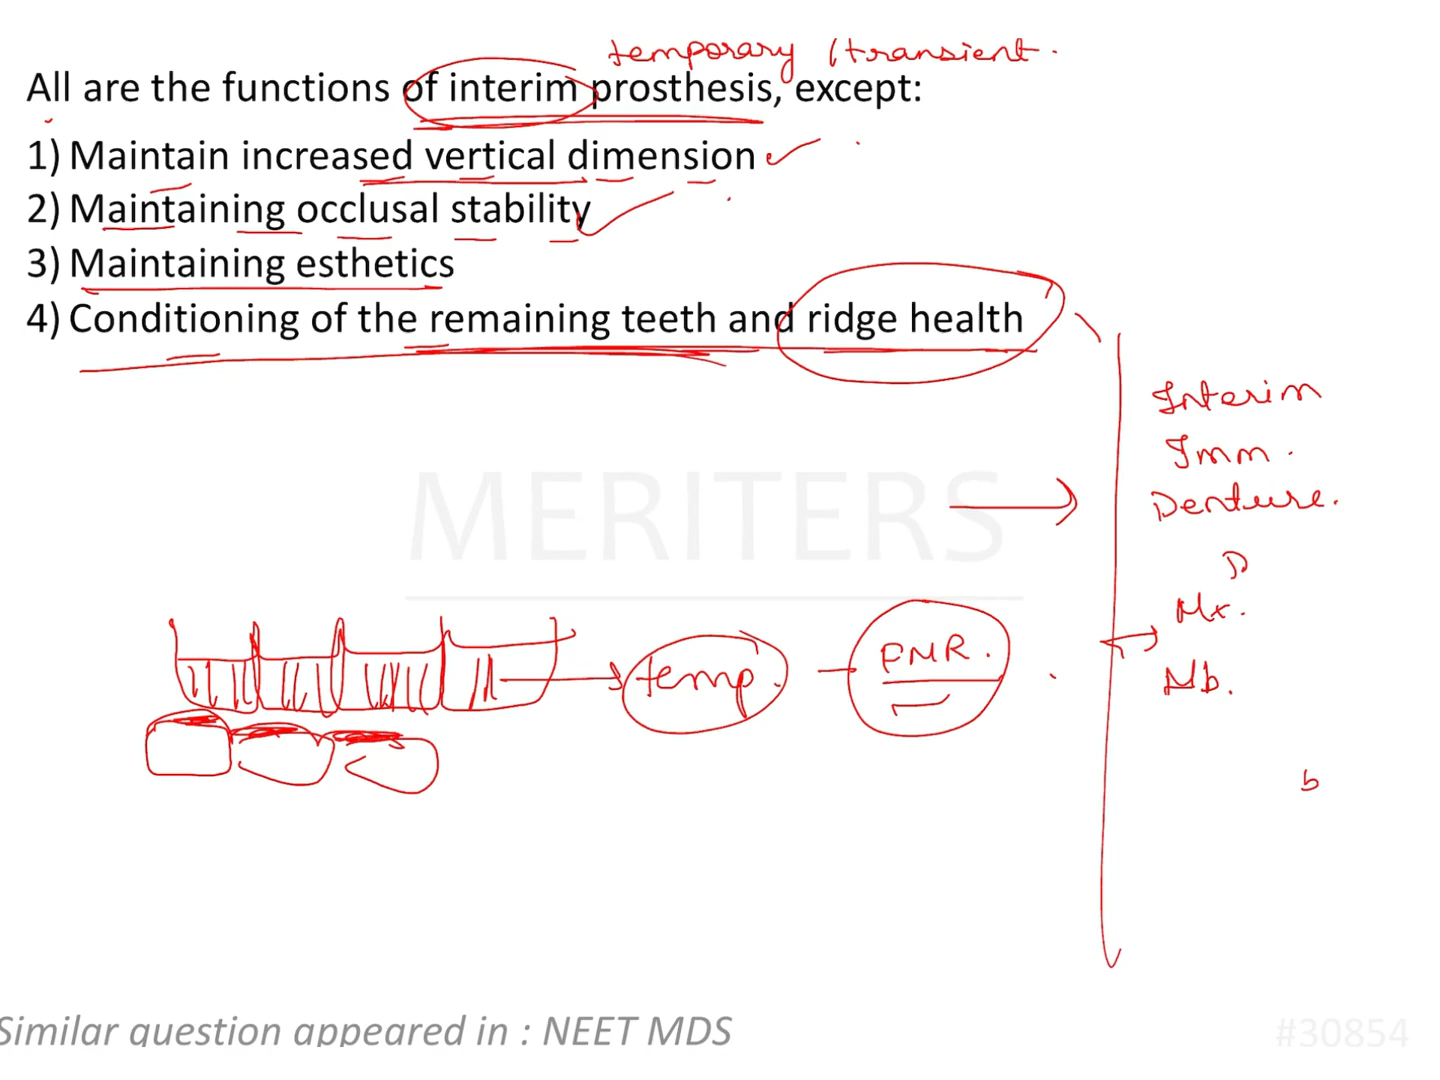 temporary (transient.
All are the functions of interim prosthesis, except:
1) Maintain increased vertical dimension
2) Maintaining occlusal stability
3) Maintaining esthetics
4) Conditioning of the remaining teeth and ridge health
Interim
Imm.
Denture.
MERITERS
Mx.
FMR.
temp.
Mb.
b
Similar question appeared in : NEET MDS
#30854